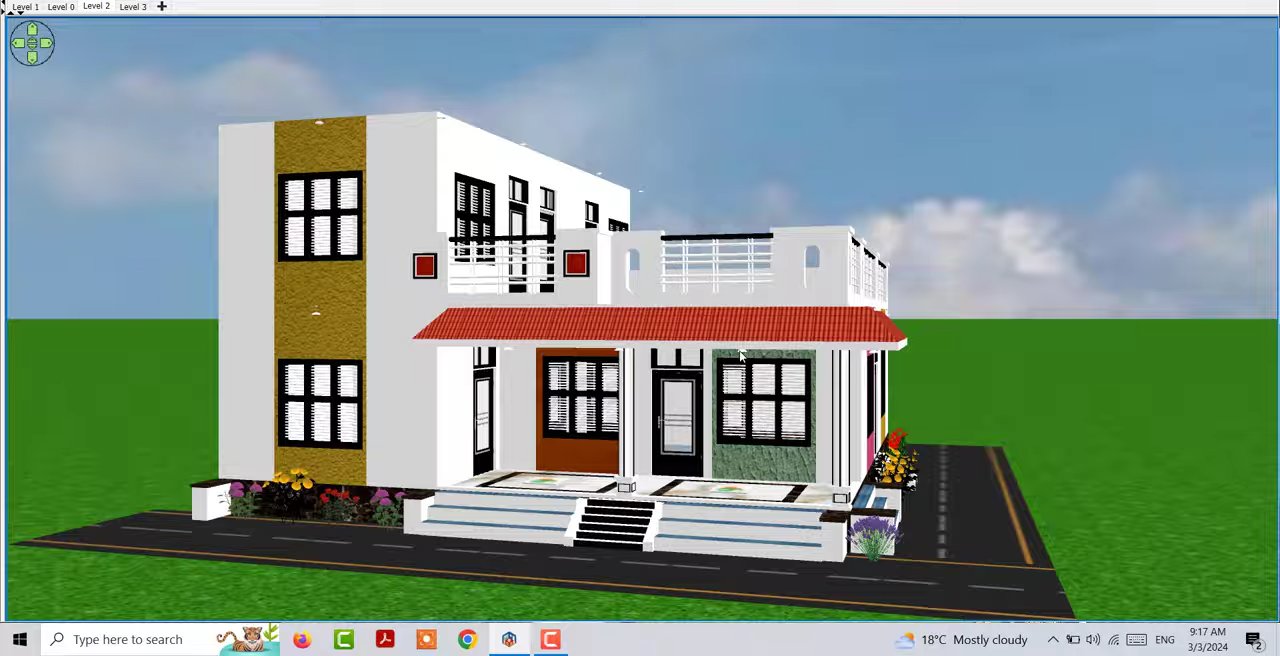 Level 1 Level 0 Level 2 Level 3
Type here to search
18°C Mostly cloudy
ENG
9:17 AM
3/3/2024
2